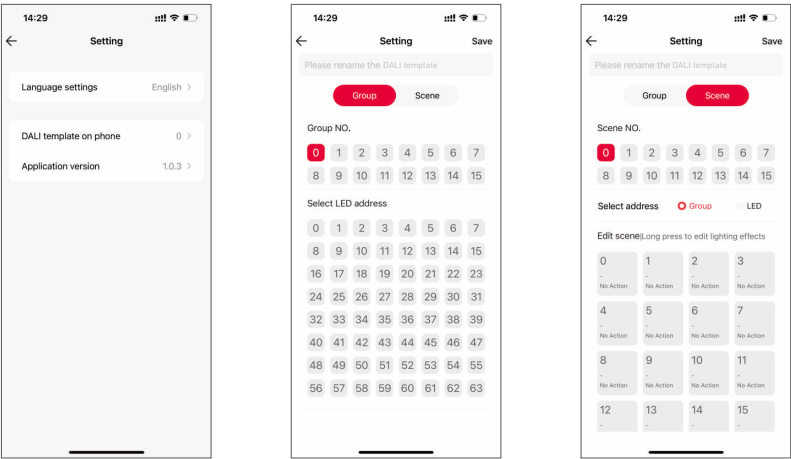 14:29
Setting
Language settings English >
DALI template on phone 0 >
Application version 1.0.3 >
14:29
Setting Save
Please rename the DALI template
Group Scene
Group NO.
0 1 2 3 4 5 6 7
8 9 10 11 12 13 14 15
Select LED address
0 1 2 3 4 5 6 7
8 9 10 11 12 13 14 15
16 17 18 19 20 21 22 23
24 25 26 27 28 29 30 31
32 33 34 35 36 37 38 39
40 41 42 43 44 45 46 47
48 49 50 51 52 53 54 55
56 57 58 59 60 61 62 63
14:29
Setting Save
Please rename the DALI template
Group Scene
Scene NO.
0 1 2 3 4 5 6 7
8 9 10 11 12 13 14 15
Select address Group LED
Edit scene|Long press to edit lighting effects
0 1 2 3
- - - -
No Action No Action No Action No Action
4 5 6 7
- - - -
No Action No Action No Action No Action
8 9 10 11
- - - -
No Action No Action No Action No Action
12 13 14 15
- - - -